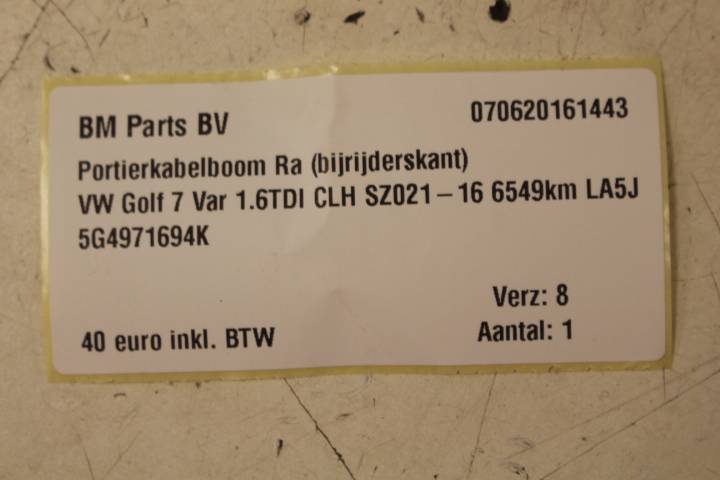 BM Parts BV 070620161443
Portierkabelboom Ra (bijrijderskant)
VW Golf 7 Var 1.6TDI CLH SZ021-16 6549km LA5J
5G4971694K
Verz: 8
40 euro inkl. BTW Aantal: 1